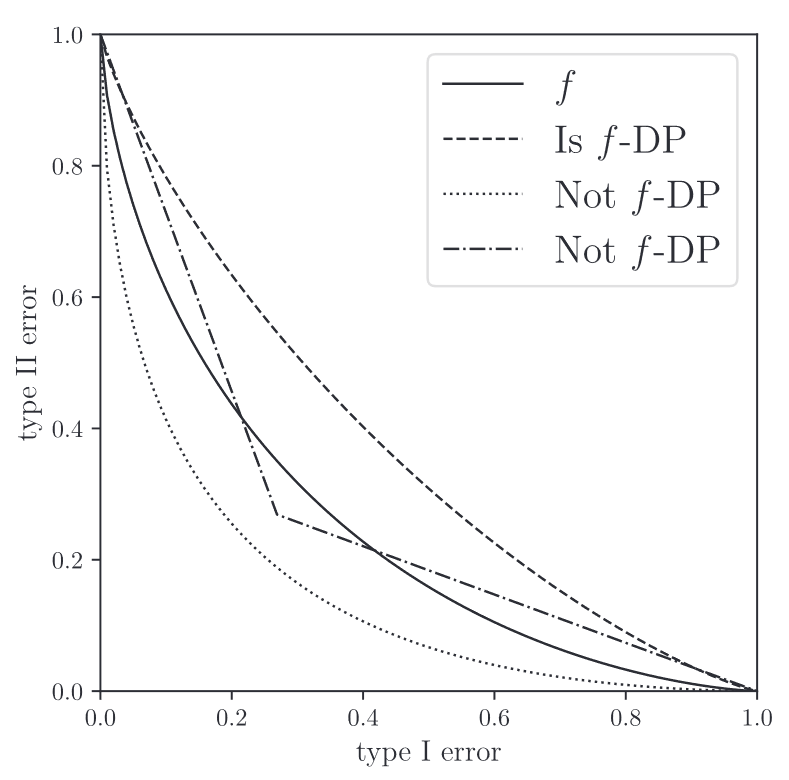 1.0
0.8
0.6
0.4
0.2
0.0
type II error
f
Is f-DP
Not f-DP
Not f-DP
0.0 0.2 0.4 0.6 0.8 1.0
type I error